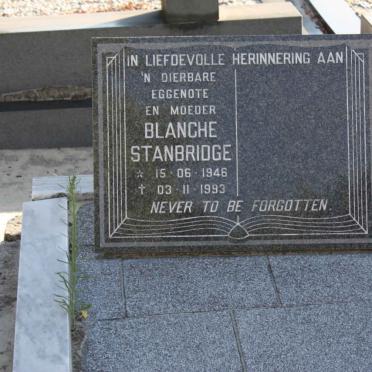 IN LIEFDEVOLLE HERINNERING AAN
'N DIERBARE
EGGENOTE
EN MOEDER
BLANCHE
STANBRIDGE
* 15-06-1946
✝ 03-11-1993
NEVER TO BE FORGOTTEN.